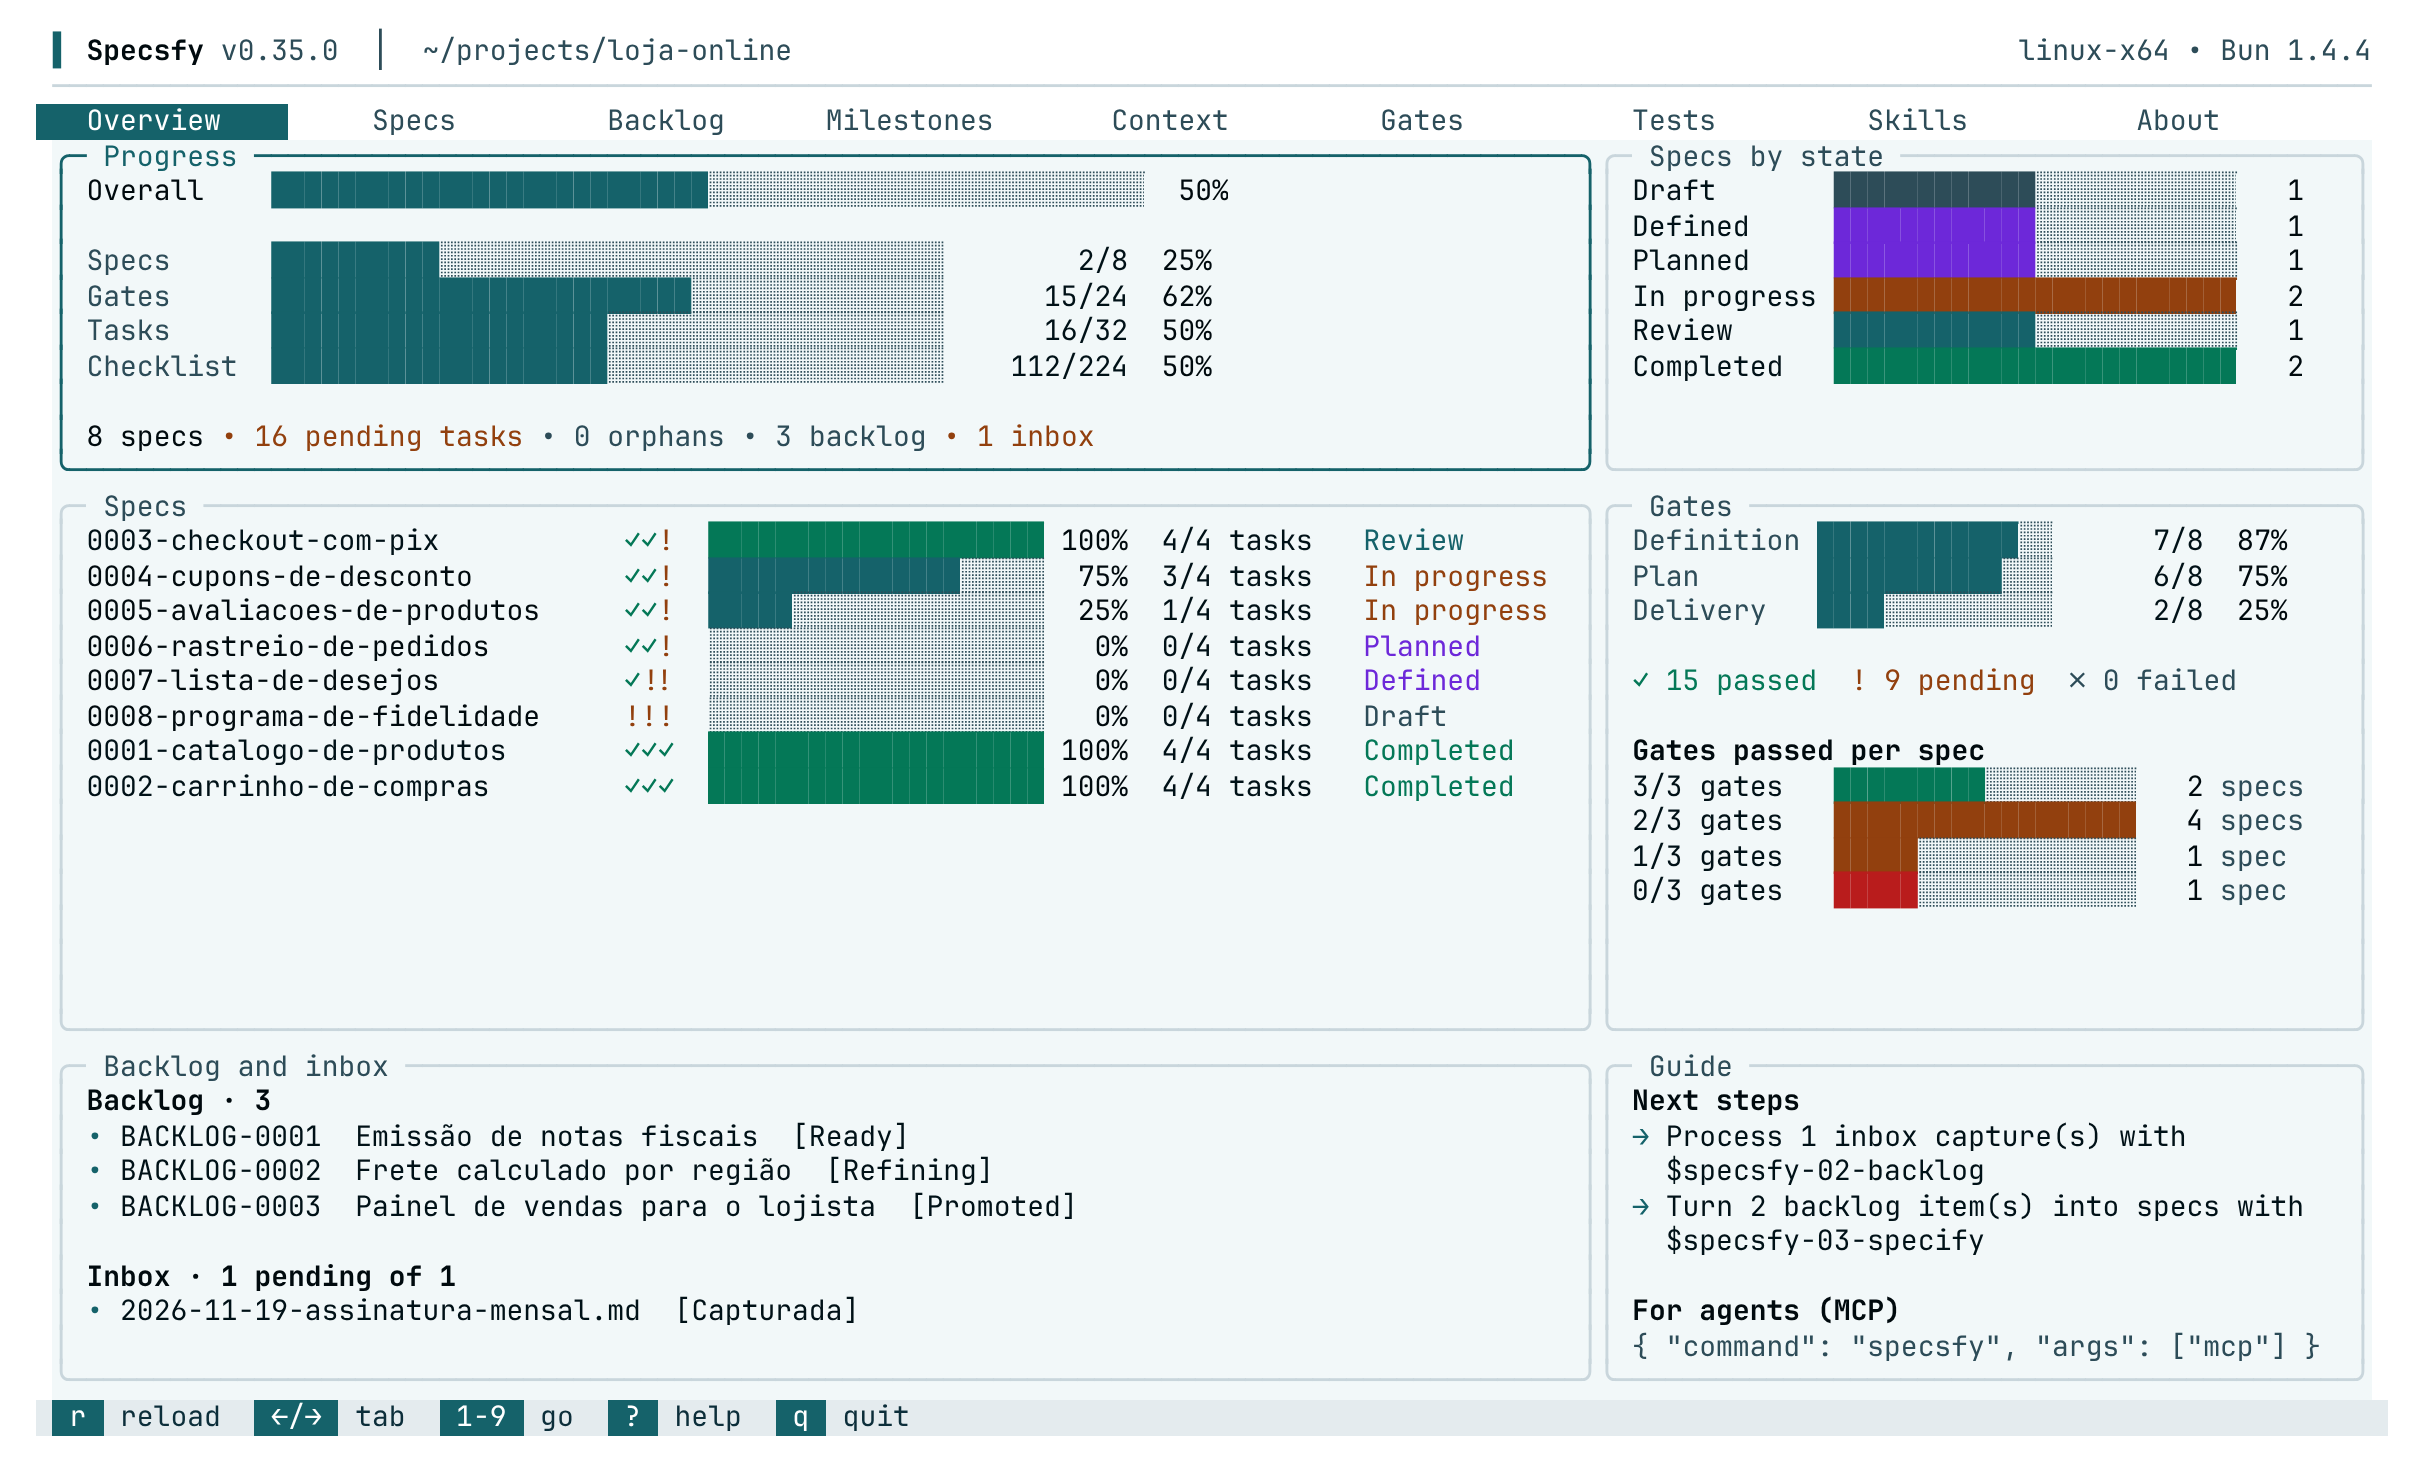 Specsfy v0.35.0 │ ~/projects/loja-online linux-x64 • Bun 1.4.4
Overview Specs Backlog Milestones Context Gates Tests Skills About
Progress
Overall 50%
Specs 2/8 25%
Gates 15/24 62%
Tasks 16/32 50%
Checklist 112/224 50%
8 specs • 16 pending tasks • 0 orphans • 3 backlog • 1 inbox
Specs by state
Draft 1
Defined 1
Planned 1
In progress 2
Review 1
Completed 2
Specs
0003-checkout-com-pix ✓✓! 100% 4/4 tasks Review
0004-cupons-de-desconto ✓✓! 75% 3/4 tasks In progress
0005-avaliacoes-de-produtos ✓✓! 25% 1/4 tasks In progress
0006-rastreio-de-pedidos ✓✓! 0% 0/4 tasks Planned
0007-lista-de-desejos ✓!! 0% 0/4 tasks Defined
0008-programa-de-fidelidade !!! 0% 0/4 tasks Draft
0001-catalogo-de-produtos ✓✓✓ 100% 4/4 tasks Completed
0002-carrinho-de-compras ✓✓✓ 100% 4/4 tasks Completed
Gates
Definition 7/8 87%
Plan 6/8 75%
Delivery 2/8 25%
✓ 15 passed ! 9 pending ✕ 0 failed
Gates passed per spec
3/3 gates 2 specs
2/3 gates 4 specs
1/3 gates 1 spec
0/3 gates 1 spec
Backlog and inbox
Backlog · 3
• BACKLOG-0001 Emissão de notas fiscais [Ready]
• BACKLOG-0002 Frete calculado por região [Refining]
• BACKLOG-0003 Painel de vendas para o lojista [Promoted]
Inbox · 1 pending of 1
• 2026-11-19-assinatura-mensal.md [Capturada]
Guide
Next steps
→ Process 1 inbox capture(s) with
$specsfy-02-backlog
→ Turn 2 backlog item(s) into specs with
$specsfy-03-specify
For agents (MCP)
{ "command": "specsfy", "args": ["mcp"] }
r reload ←/→ tab 1-9 go ? help q quit